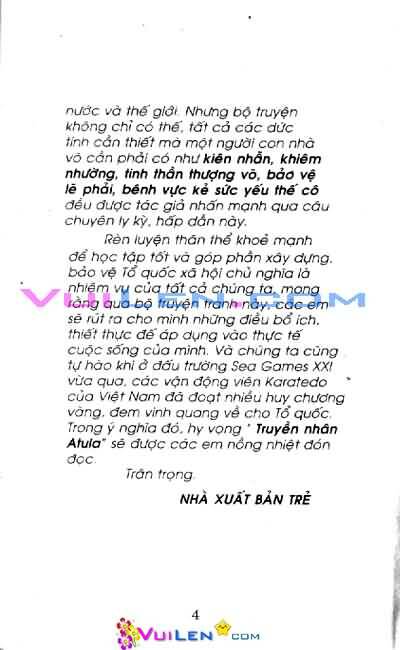 nước và thế giới. Nhưng bộ truyện
không chỉ có thế, tất cả các đức
tính cần thiết mà một người con nhà
võ cần phải có như kiên nhẫn, khiêm
nhường, tinh thần thượng võ, bảo vệ
lẽ phải, bênh vực kẻ sức yếu thế cô
đều được tác giả nhấn mạnh qua câu
chuyện ly kỳ, hấp dẫn này.
Rèn luyện thân thể khoẻ mạnh
để học tập tốt và góp phần xây dựng,
bảo vệ Tổ quốc xã hội chủ nghĩa là
nhiệm vụ của tất cả chúng ta, mong
rằng qua bộ truyện tranh này, các em
sẽ rút ra cho mình những điều bổ ích,
thiết thực để áp dụng vào thực tế
cuộc sống của mình. Và chúng ta cũng
tự hào khi ở đấu trường Sea Games XXI
vừa qua, các vận động viên Karatedo
của Việt Nam đã đoạt nhiều huy chương
vàng, đem vinh quang về cho Tổ quốc.
Trong ý nghĩa đó, hy vọng " Truyền nhân
Atula" sẽ được các em nồng nhiệt đón
đọc.
Trân trọng.
NHÀ XUẤT BẢN TRẺ
VUILEN.COM
4
VUILEN.COM